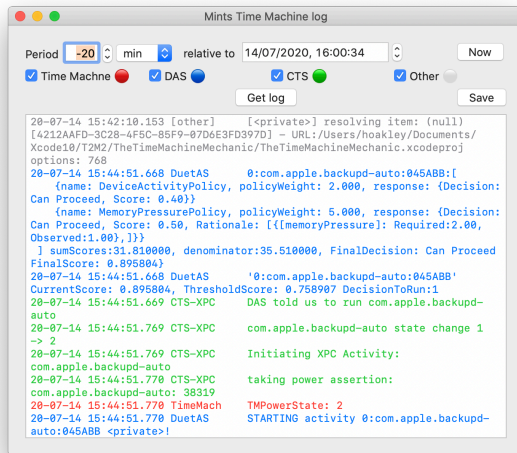 Mints Time Machine log
Period -20 min relative to 14/07/2020, 16:00:34 Now
Time Machne DAS CTS Other
Get log Save
20-07-14 15:42:10.153 [other] [<private>] resolving item: (null)
[4212AAFD-3C28-4F5C-85F9-07D6E3FD397D] - URL:/Users/hoakley/Documents/
Xcode10/T2M2/TheTimeMachineMechanic/TheTimeMachineMechanic.xcodeproj
options: 768
20-07-14 15:44:51.668 DuetAS 0:com.apple.backupd-auto:045ABB:[
{name: DeviceActivityPolicy, policyWeight: 2.000, response: {Decision:
Can Proceed, Score: 0.40}}
{name: MemoryPressurePolicy, policyWeight: 5.000, response: {Decision:
Can Proceed, Score: 0.50, Rationale: [{[memoryPressure]: Required:2.00,
Observed:1.00},]}}
] sumScores:31.810000, denominator:35.510000, FinalDecision: Can Proceed
FinalScore: 0.895804}
20-07-14 15:44:51.668 DuetAS '0:com.apple.backupd-auto:045ABB'
CurrentScore: 0.895804, ThresholdScore: 0.758907 DecisionToRun:1
20-07-14 15:44:51.669 CTS-XPC DAS told us to run com.apple.backupd-
auto
20-07-14 15:44:51.769 CTS-XPC com.apple.backupd-auto state change 1
-> 2
20-07-14 15:44:51.769 CTS-XPC Initiating XPC Activity:
com.apple.backupd-auto
20-07-14 15:44:51.770 CTS-XPC taking power assertion:
com.apple.backupd-auto: 38319
20-07-14 15:44:51.770 TimeMach TMPowerState: 2
20-07-14 15:44:51.770 DuetAS STARTING activity 0:com.apple.backupd-
auto:045ABB <private>!